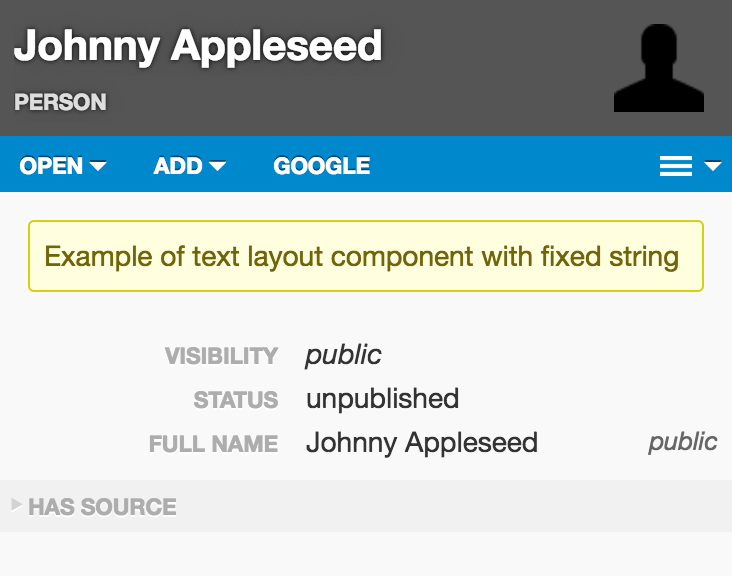 Johnny Appleseed
PERSON
OPEN ADD GOOGLE
Example of text layout component with fixed string
VISIBILITY public
STATUS unpublished
FULL NAME Johnny Appleseed public
HAS SOURCE